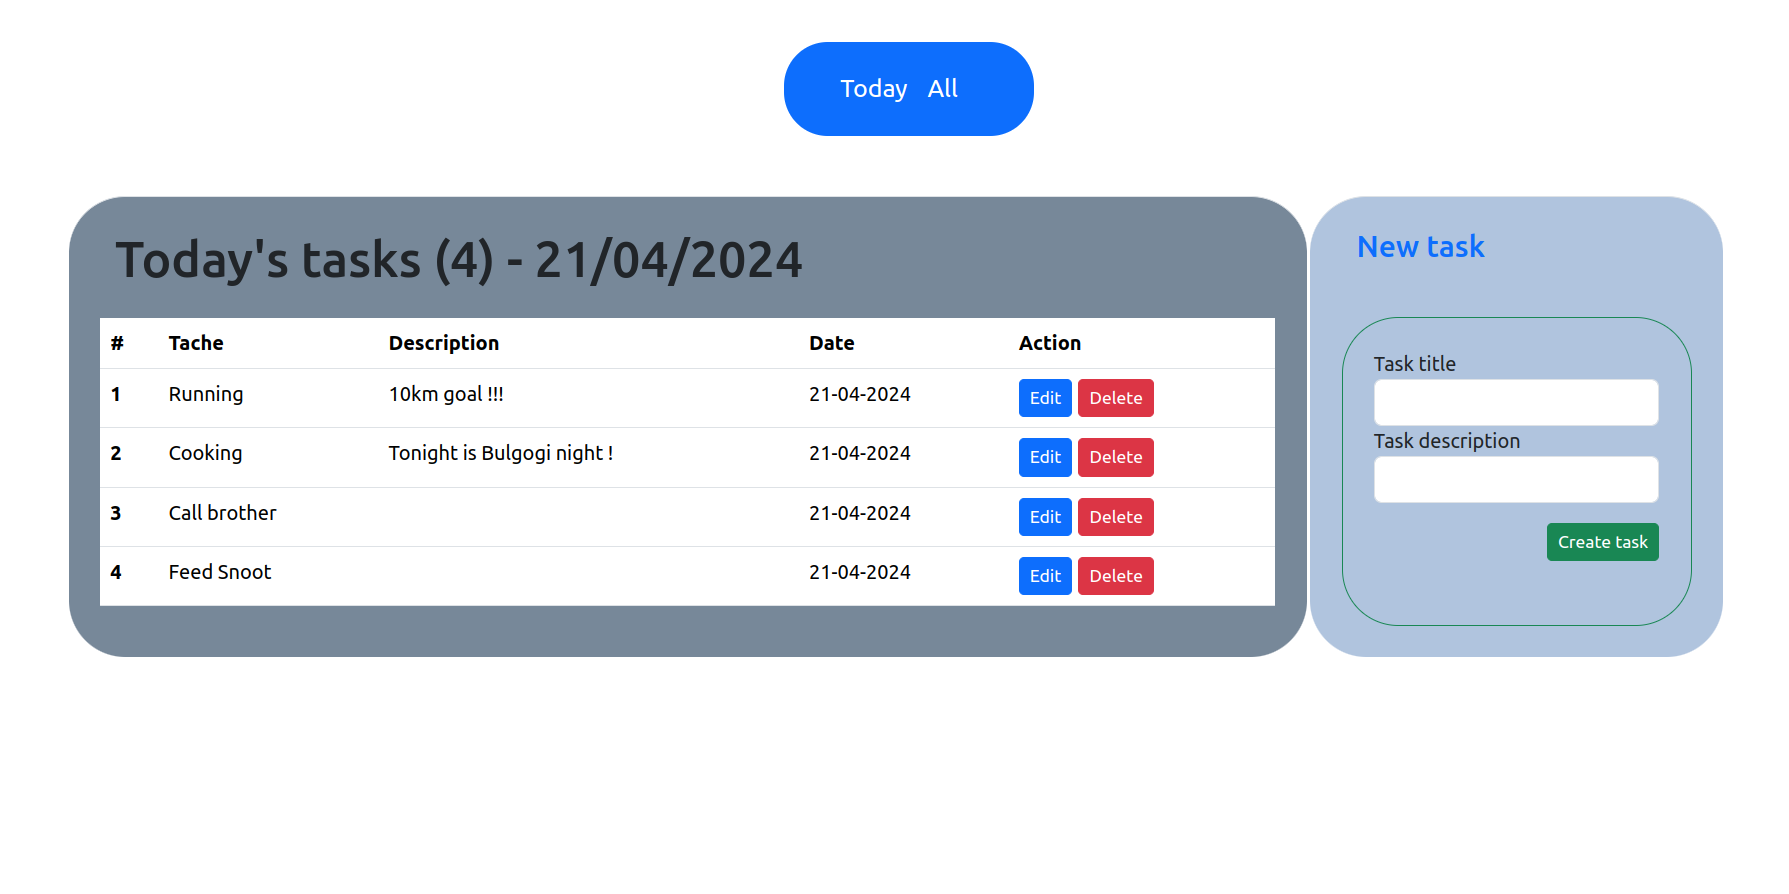 Today All
Today's tasks (4) - 21/04/2024
# Tache Description Date Action
1 Running 10km goal !!! 21-04-2024 Edit Delete
2 Cooking Tonight is Bulgogi night ! 21-04-2024 Edit Delete
3 Call brother 21-04-2024 Edit Delete
4 Feed Snoot 21-04-2024 Edit Delete
New task
Task title
Task description
Create task